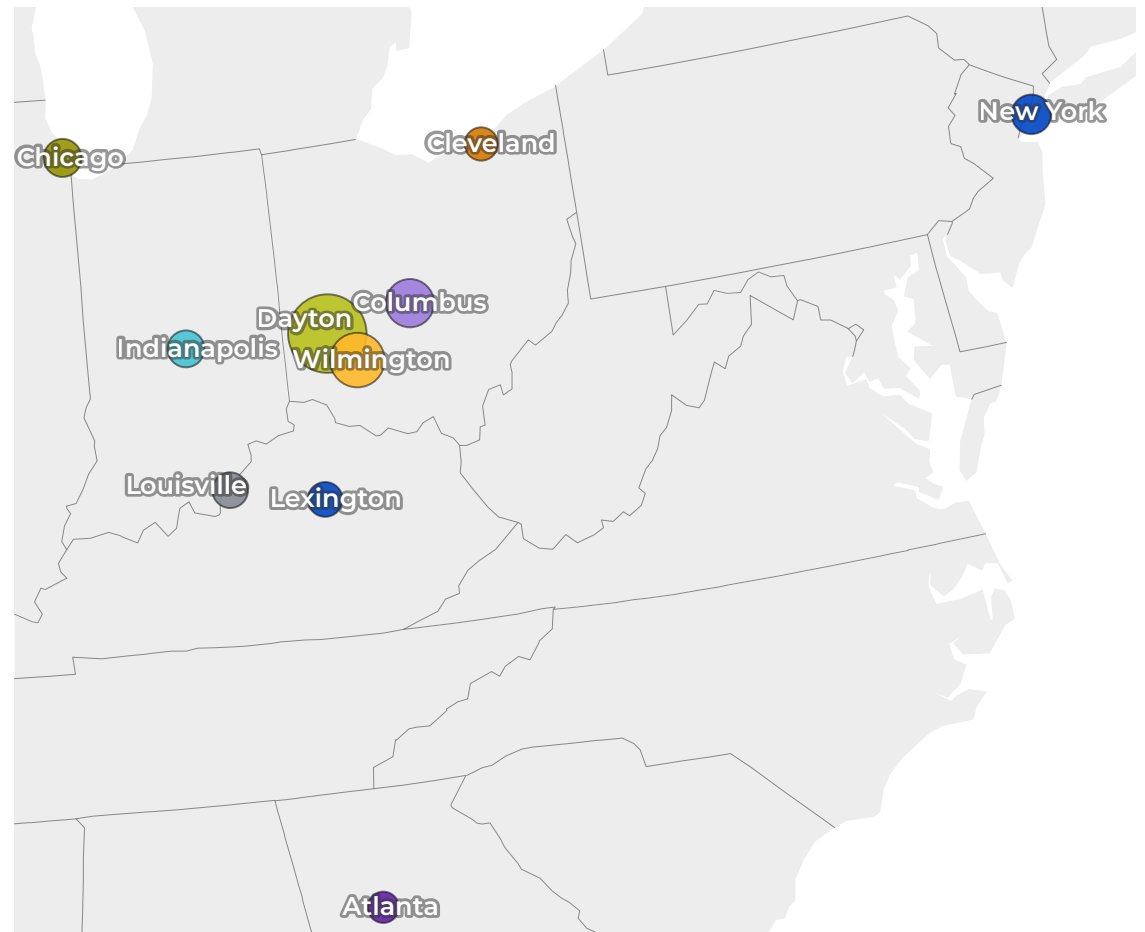 New York
Cleveland
Chicago
Columbus
Dayton
Indianapolis
Wilmington
Louisville
Lexington
Atlanta